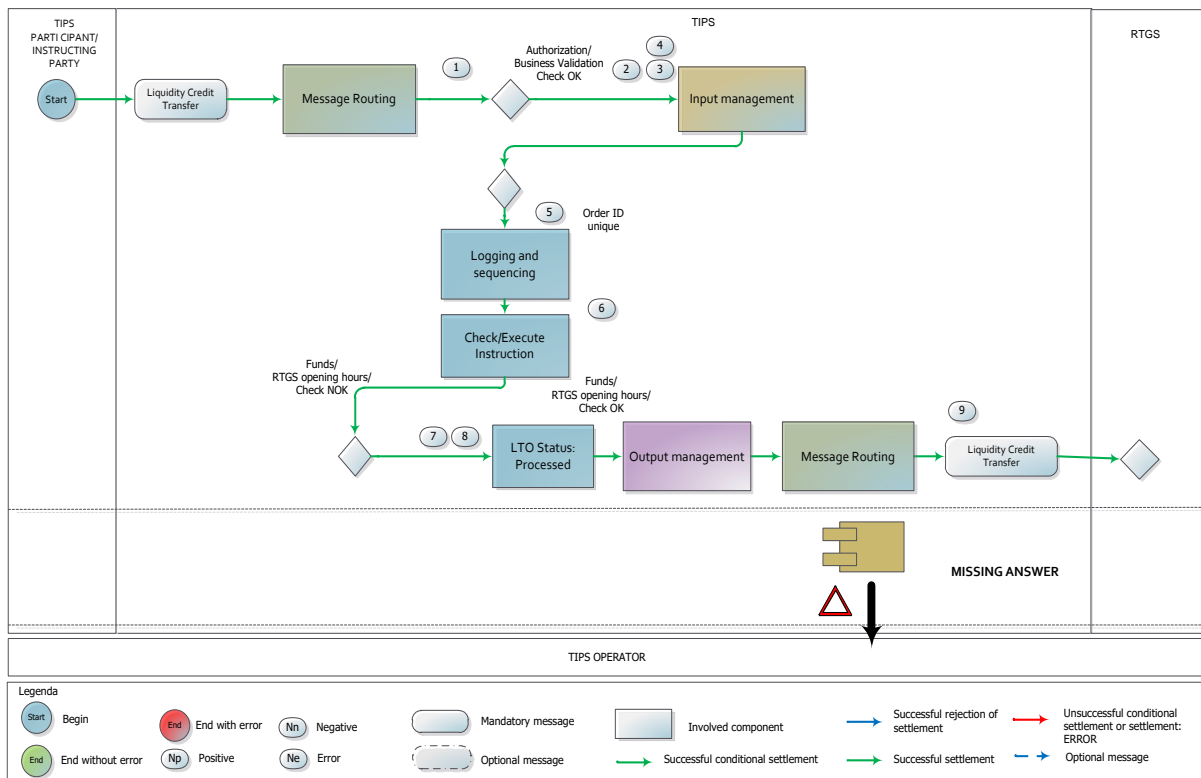 TIPS
PARTI CIPANT/
INSTRUCTING
PARTY
TIPS
RTGS
Start
Liquidity Credit
Transfer
Message Routing
1
Authorization/
Business Validation
Check OK
2
4
3
Input management
5
Order ID
unique
Logging and
sequencing
6
Check/Execute
Instruction
Funds/
RTGS opening hours/
Check NOK
7
8
LTO Status:
Processed
Funds/
RTGS opening hours/
Check OK
Output management
Message Routing
9
Liquidity Credit
Transfer
MISSING ANSWER
TIPS OPERATOR
Legenda
Start
Begin
End
End with error
Nn
Negative
Mandatory message
Involved component
Successful rejection of
settlement
Unsuccessful conditional
settlement or settlement:
ERROR
End
End without error
Np
Positive
Ne
Error
Optional message
Successful conditional settlement
Successful settlement
Optional message